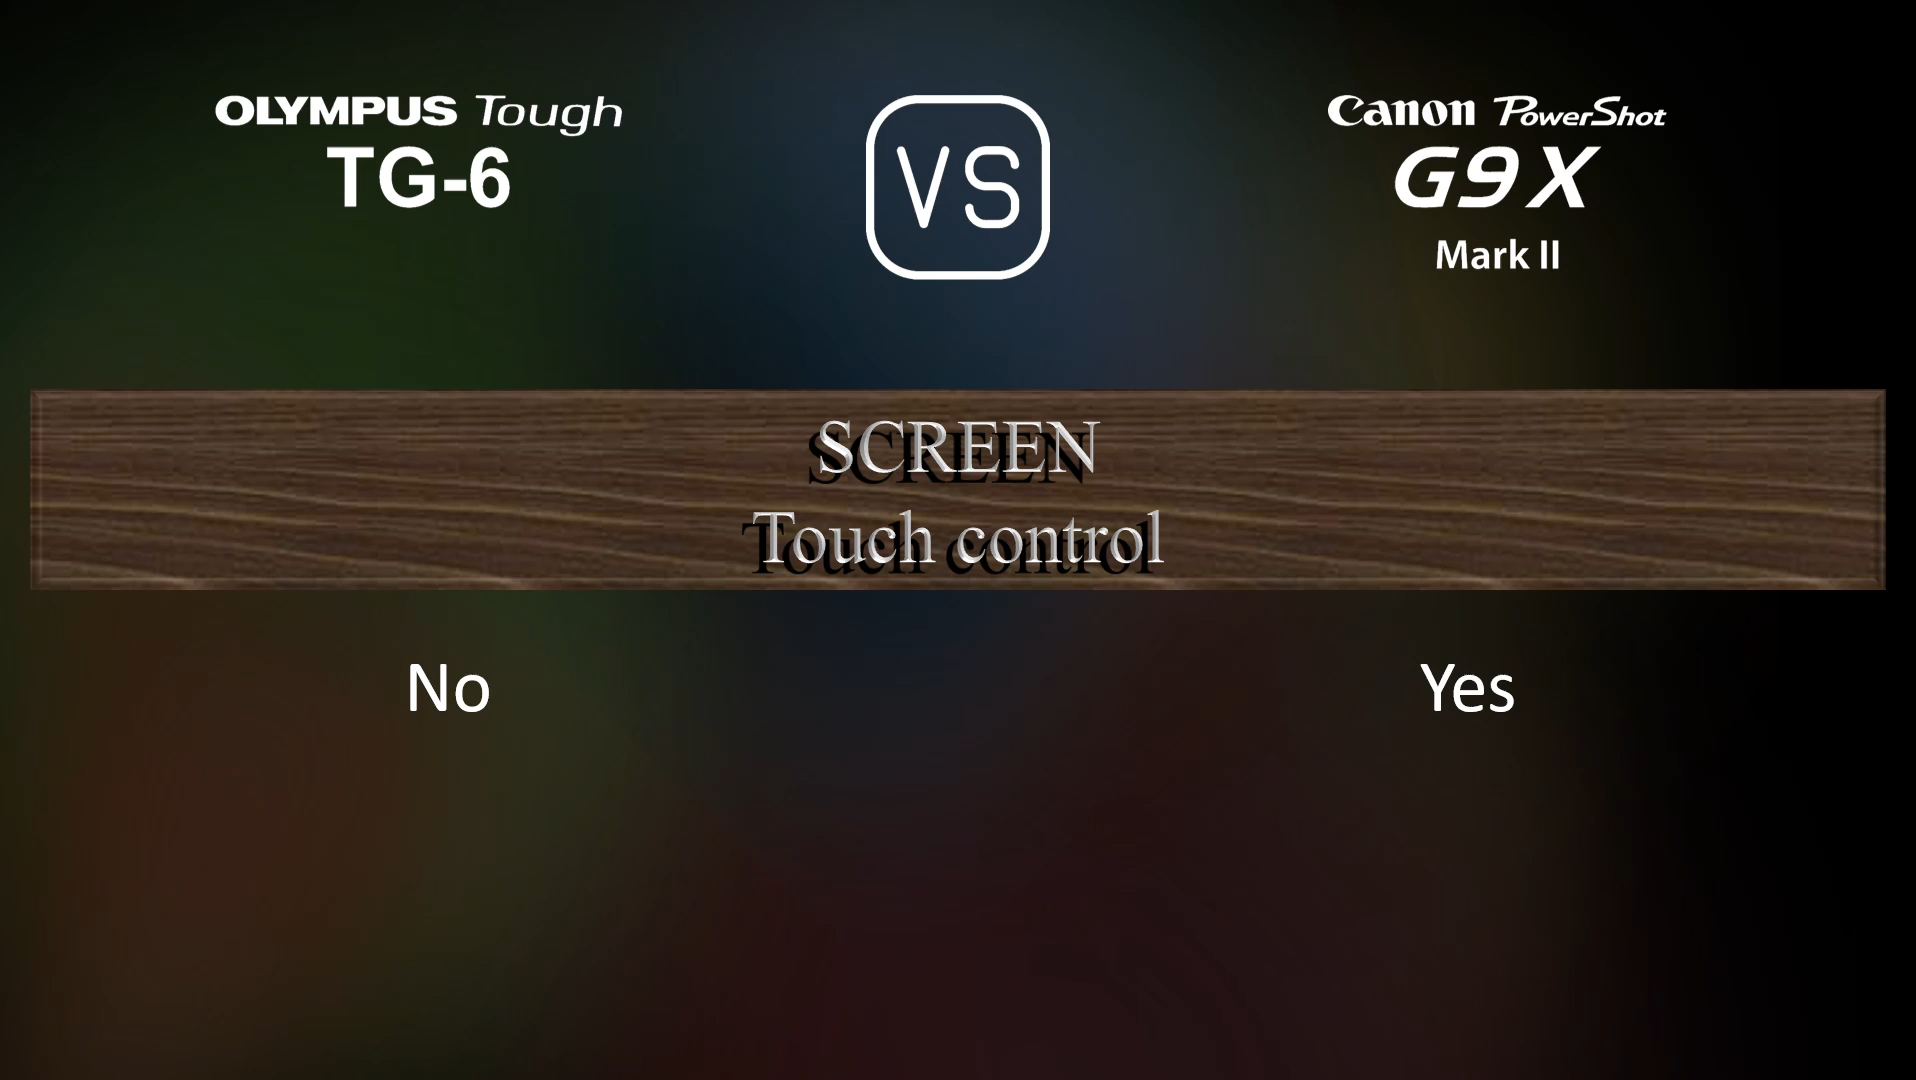 OLYMPUS Tough
TG-6
VS
Canon PowerShot
G9 X
Mark II
SCREEN
Touch control
No
Yes